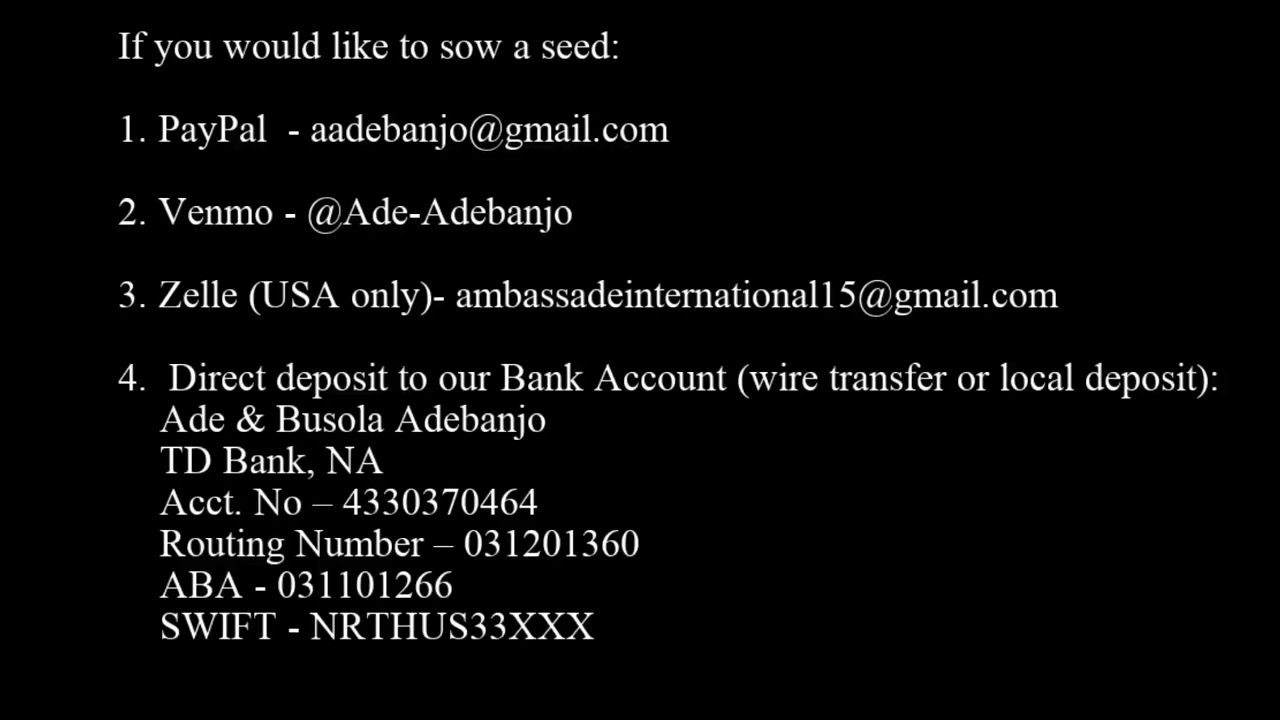 If you would like to sow a seed:
1. PayPal  - aadebanjo@gmail.com
2. Venmo - @Ade-Adebanjo
3. Zelle (USA only)- ambassadeinternational15@gmail.com
4.  Direct deposit to our Bank Account (wire transfer or local deposit):
Ade & Busola Adebanjo
TD Bank, NA
Acct. No – 4330370464
Routing Number – 031201360
ABA - 031101266
SWIFT - NRTHUS33XXX